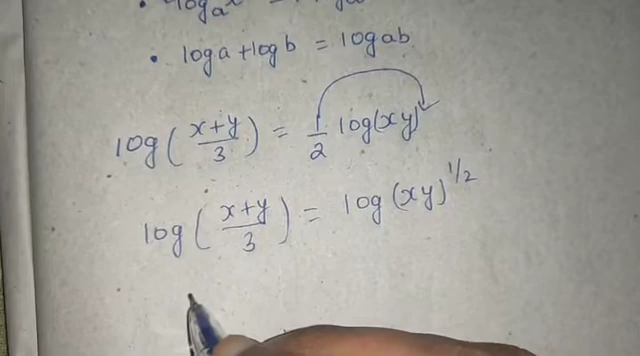 • log a + log b = log ab
log( (x+y)/3 ) = 1/2 log(xy)
log( (x+y)/3 ) = log(xy)^1/2